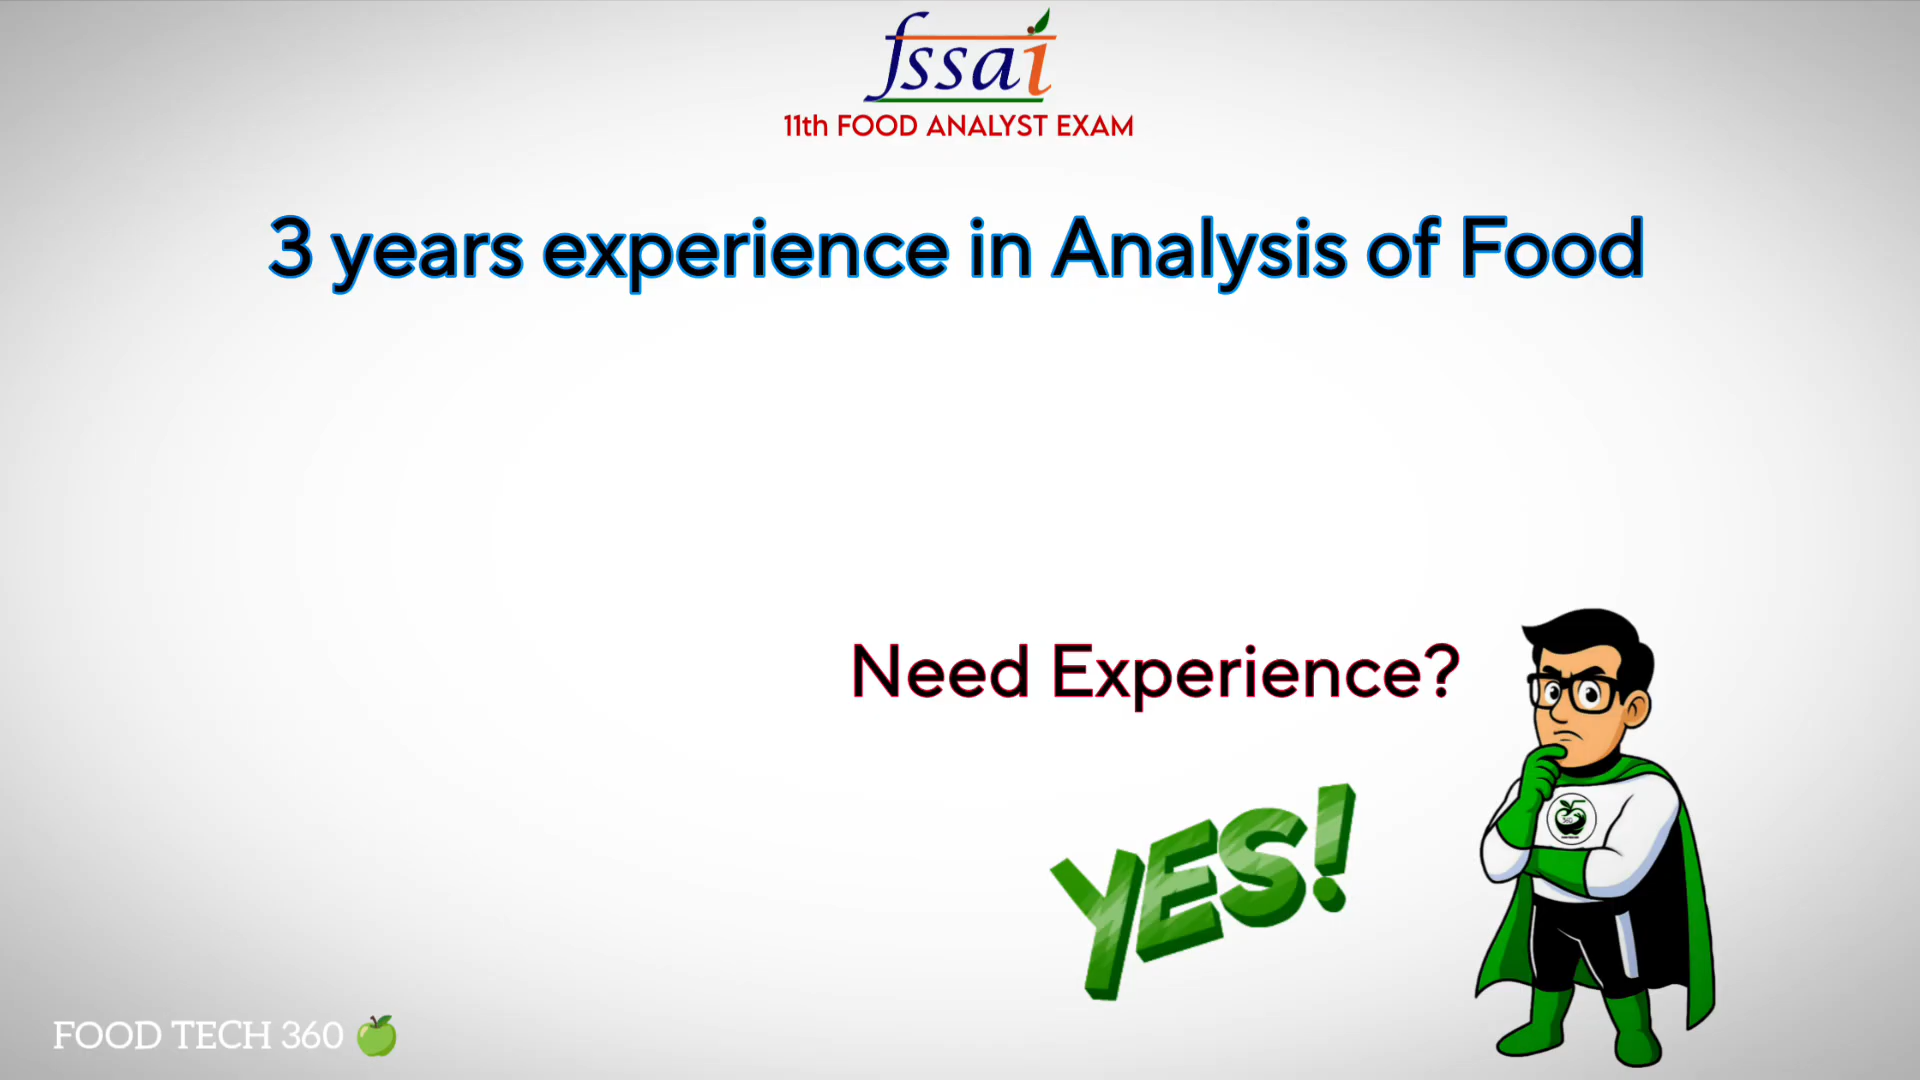 fssai
11th FOOD ANALYST EXAM
3 years experience in Analysis of Food
Need Experience?
YES!
FOOD TECH 360